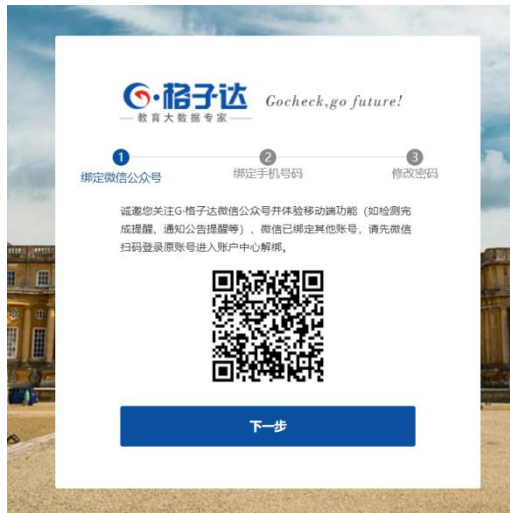 G·格子达
教育大数据专家
Gocheck,go future!
1 2 3
绑定微信公众号 绑定手机号码 修改密码
诚邀您关注G·格子达微信公众号并体验移动端功能（如检测完
成提醒、通知公告提醒等），微信已绑定其他账号，请先微信
扫码登录原账号进入账户中心解绑。
下一步